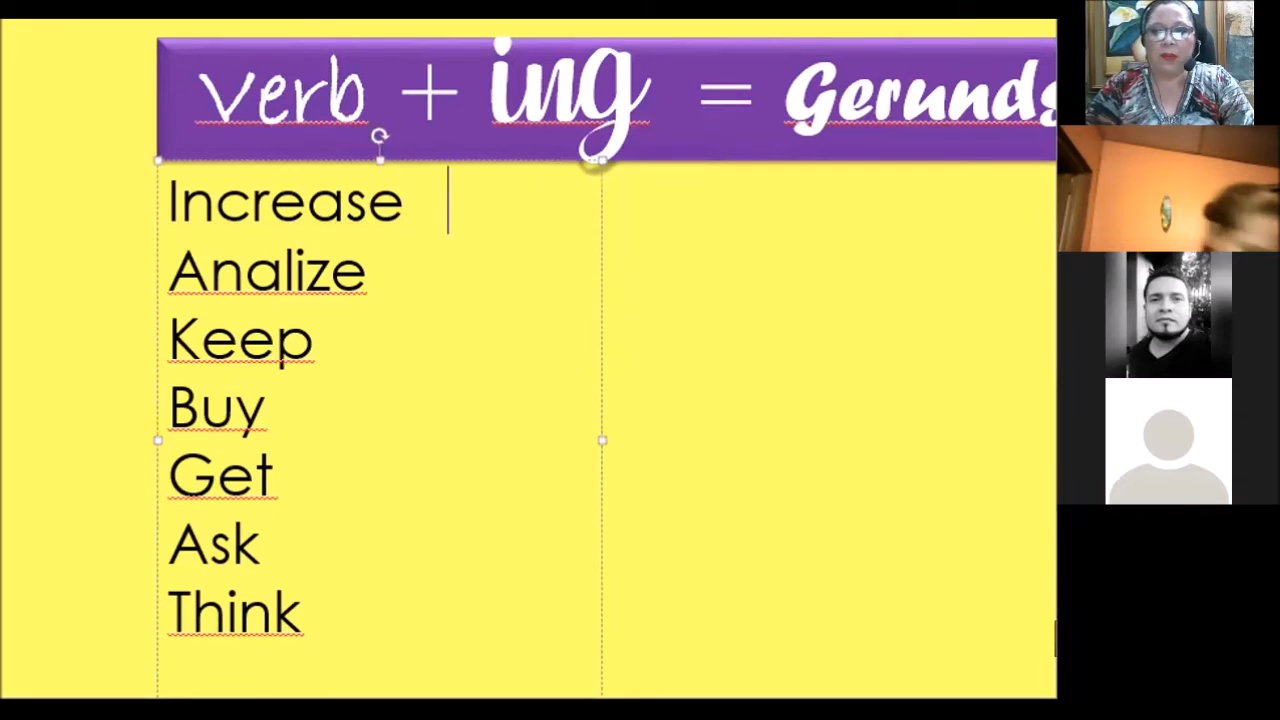 verb + ing = Gerunds
Increase
Analize
Keep
Buy
Get
Ask
Think